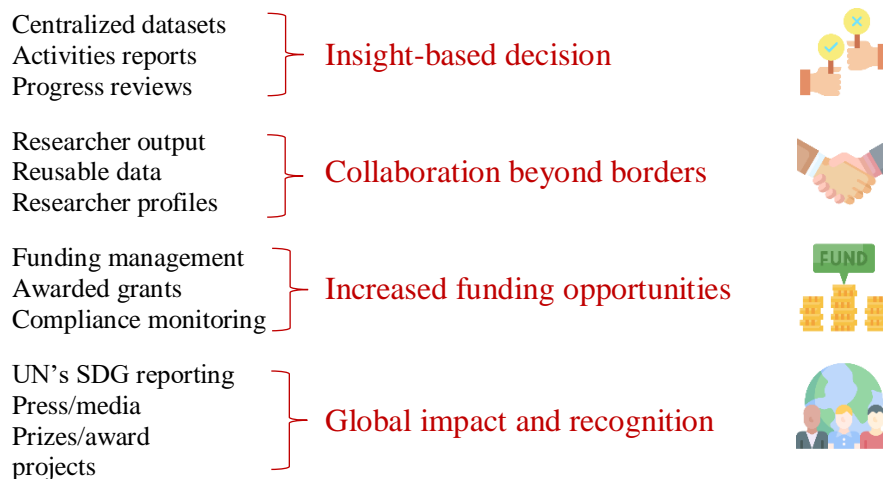 Centralized datasets
Activities reports
Progress reviews
Insight-based decision
Researcher output
Reusable data
Researcher profiles
Collaboration beyond borders
Funding management
Awarded grants
Compliance monitoring
Increased funding opportunities
FUND
UN’s SDG reporting
Press/media
Prizes/award
projects
Global impact and recognition